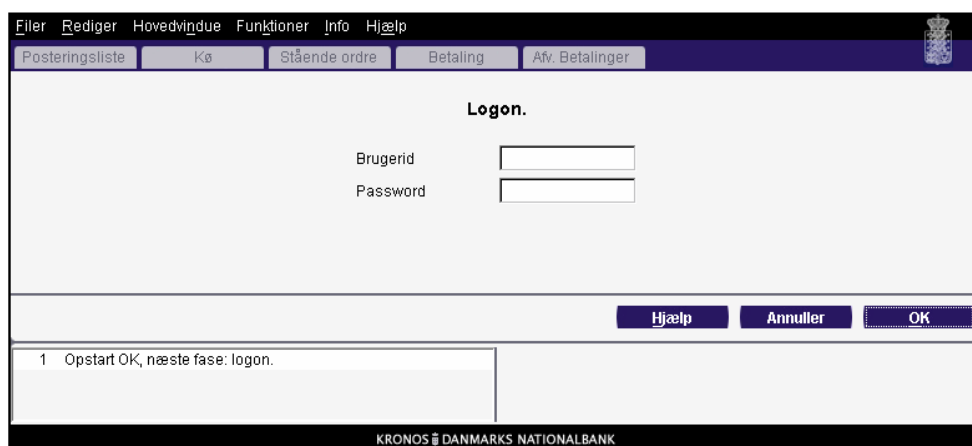 Filer Rediger Hovedvindue Funktioner Info Hjælp
Posteringsliste Kø Stående ordre Betaling Afv. Betalinger
Logon.
Brugerid
Password
Hjælp Annuller OK
1 Opstart OK, næste fase: logon.
KRONOS DANMARKS NATIONALBANK